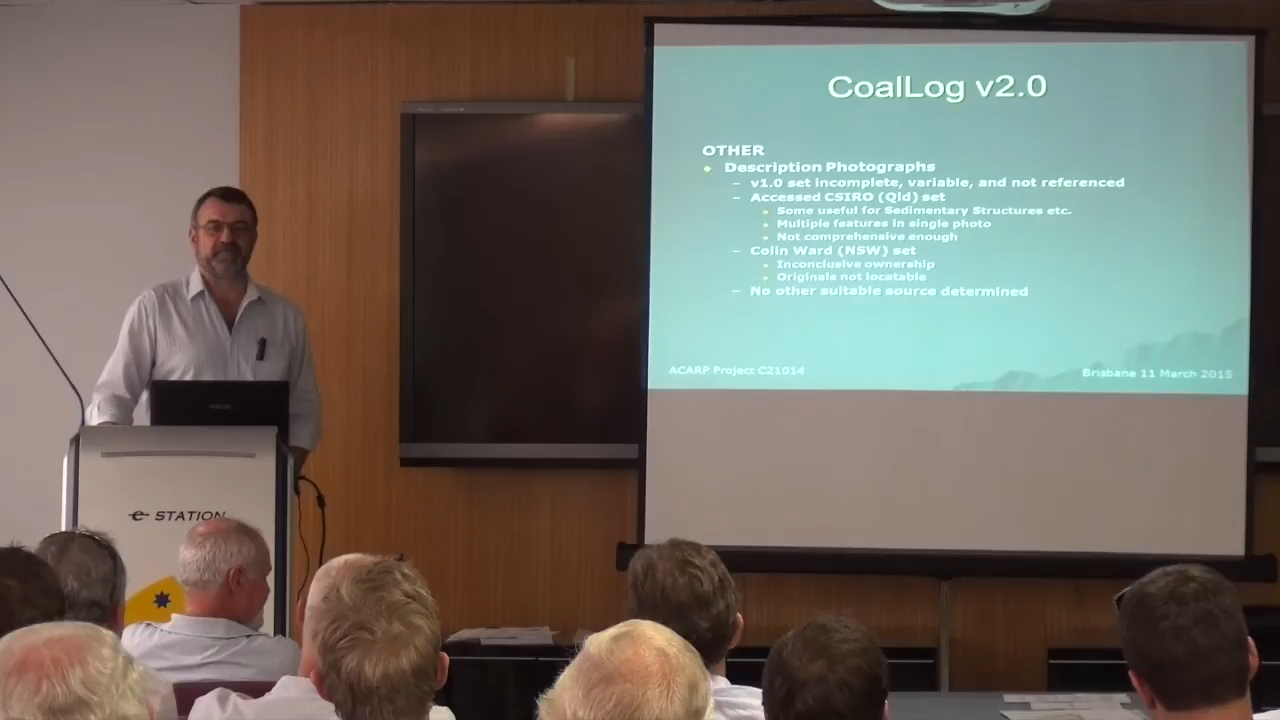 CoalLog v2.0
OTHER
Description Photographs
– v1.0 set incomplete, variable, and not referenced
– Accessed CSIRO (Qld) set
Some useful for Sedimentary Structures etc.
Multiple features in single photo
Not comprehensive enough
– Colin Ward (NSW) set
Inconclusive ownership
Originals not locatable
– No other suitable source determined
ACARP Project C21014
Brisbane 11 March 2015
e-STATION